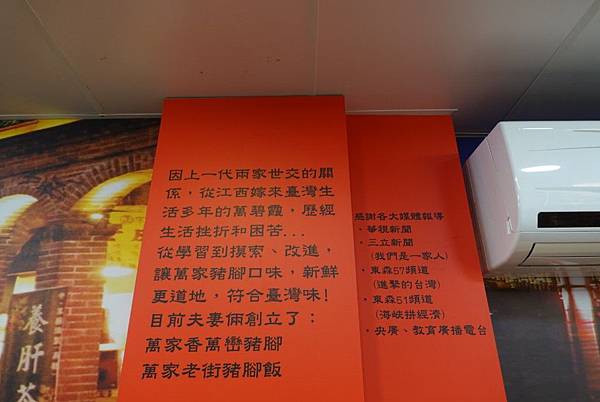 因上一代兩家世交的關
係，從江西嫁來臺灣生
活多年的萬碧霞，歷經
生活挫折和困苦...
從學習到摸索、改進，
讓萬家豬腳口味，新鮮
更道地，符合臺灣味！
目前夫妻倆創立了：
萬家香萬巒豬腳
萬家老街豬腳飯
感謝各大媒體報導
·華視新聞
·三立新聞
(我們是一家人)
·東森57頻道
(進擊的台灣)
·東森51頻道
(海峽拼經濟)
·央廣、教育廣播電台
養肝茶